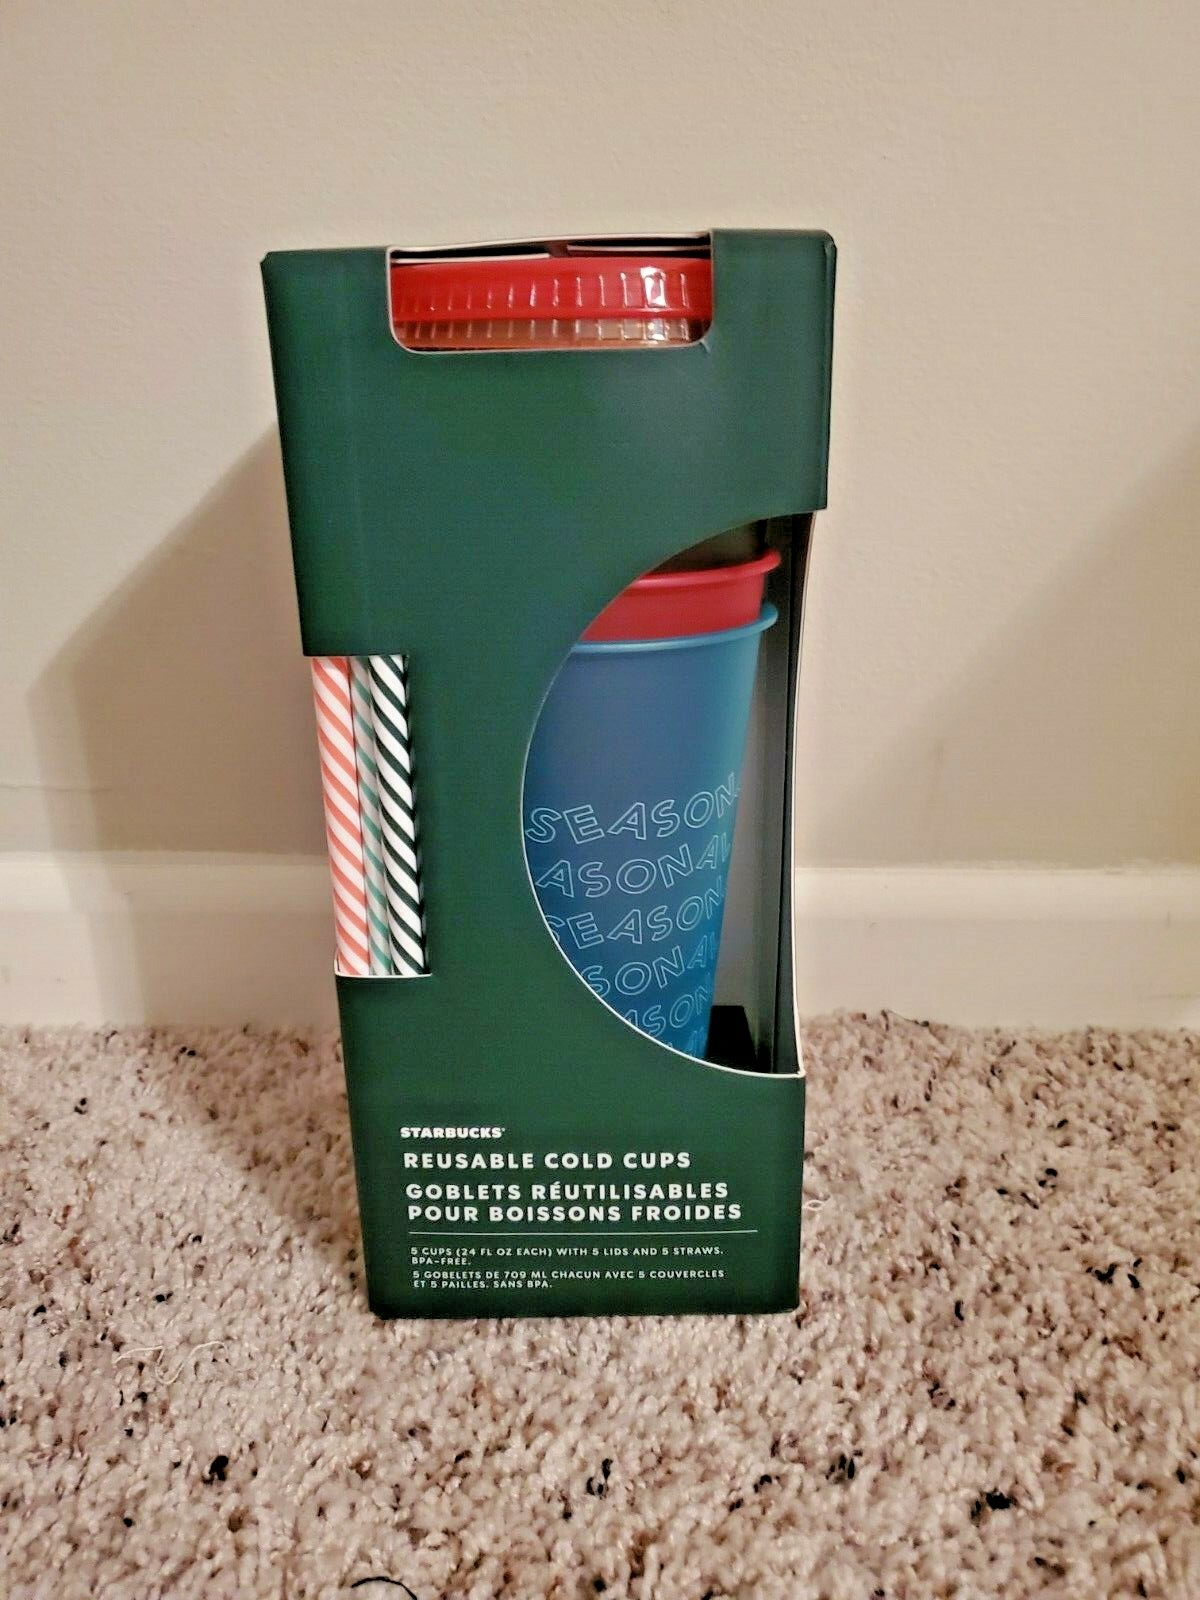 SEASON
ASONAL
SEASON
SONAL
ASON
STARBUCKS
REUSABLE COLD CUPS
GOBLETS RÉUTILISABLES
POUR BOISSONS FROIDES
5 CUPS (24 FL OZ EACH) WITH 5 LIDS AND 5 STRAWS.
BPA-FREE.
5 GOBELETS DE 709 ML CHACUN AVEC 5 COUVERCLES
ET 5 PAILLES. SANS BPA.